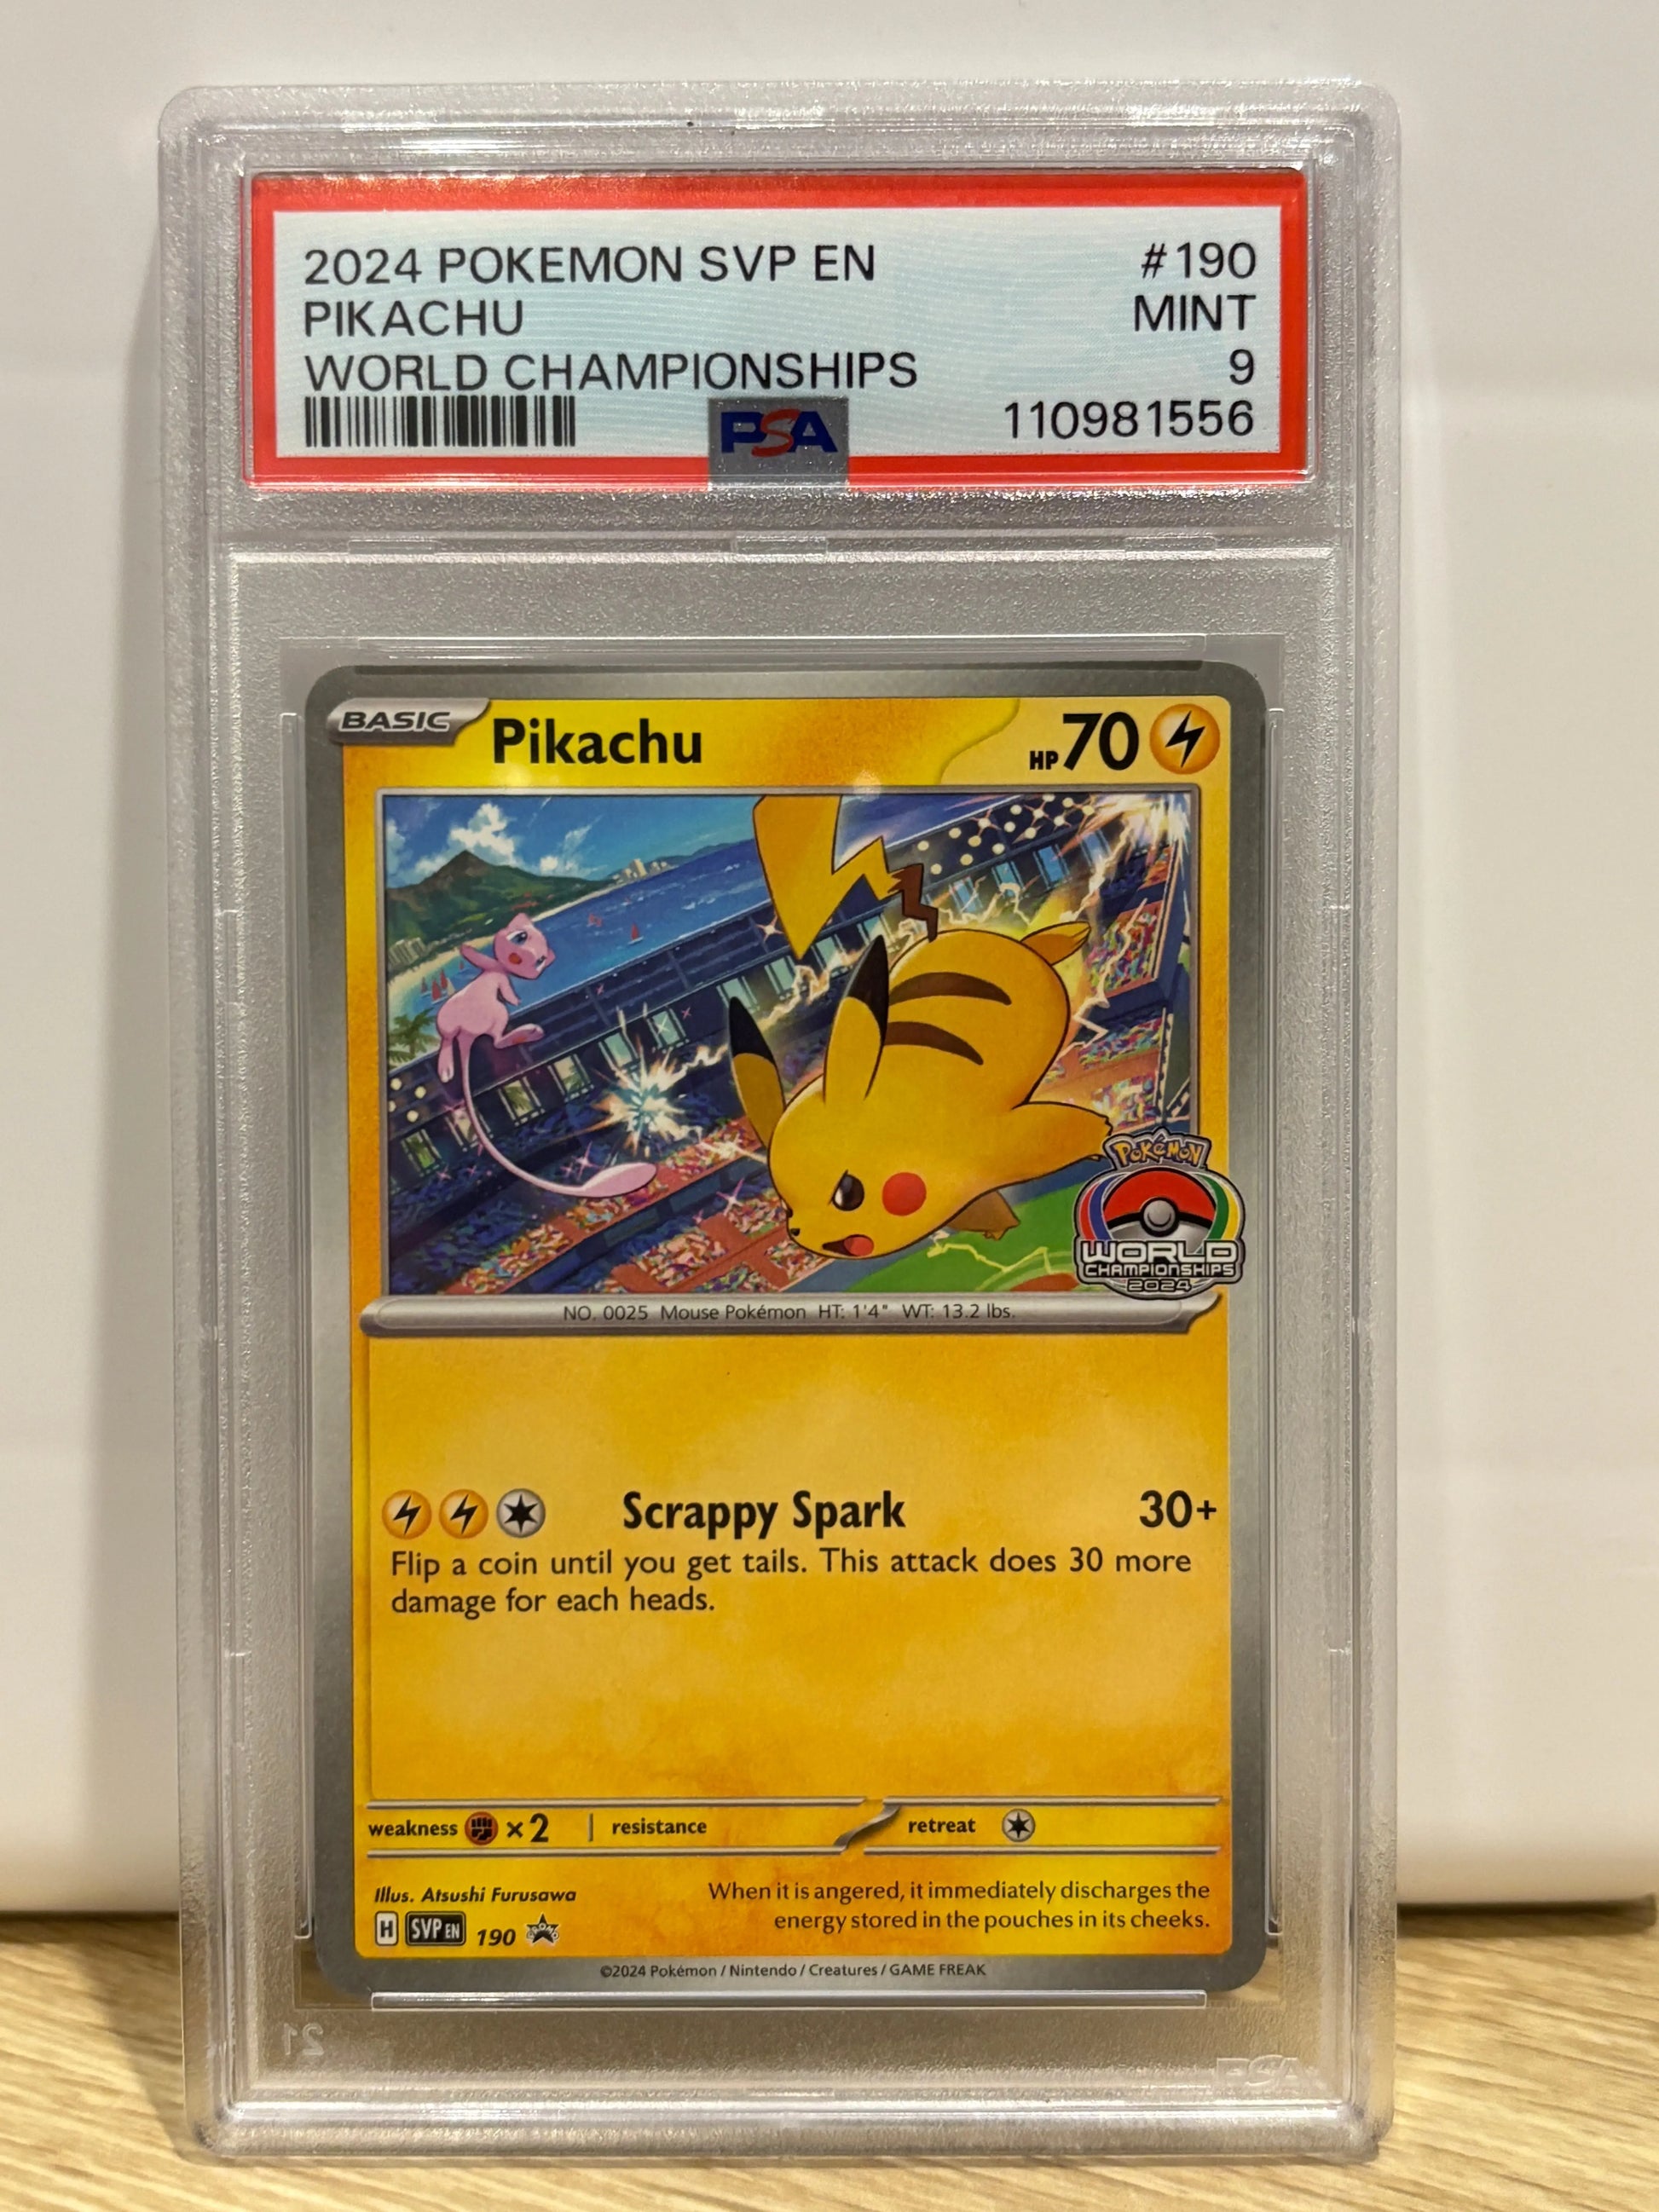 2024 POKEMON SVP EN #190
PIKACHU MINT
WORLD CHAMPIONSHIPS 9
PSA 110981556
BASIC Pikachu HP 70
POKéMON
WORLD
CHAMPIONSHIPS
2024
NO. 0025 Mouse Pokémon HT: 1'4" WT: 13.2 lbs.
Scrappy Spark 30+
Flip a coin until you get tails. This attack does 30 more
damage for each heads.
weakness ×2 resistance retreat
Illus. Atsushi Furusawa
When it is angered, it immediately discharges the
energy stored in the pouches in its cheeks.
H SVP EN 190 PROMO
©2024 Pokémon / Nintendo / Creatures / GAME FREAK
21 PSA